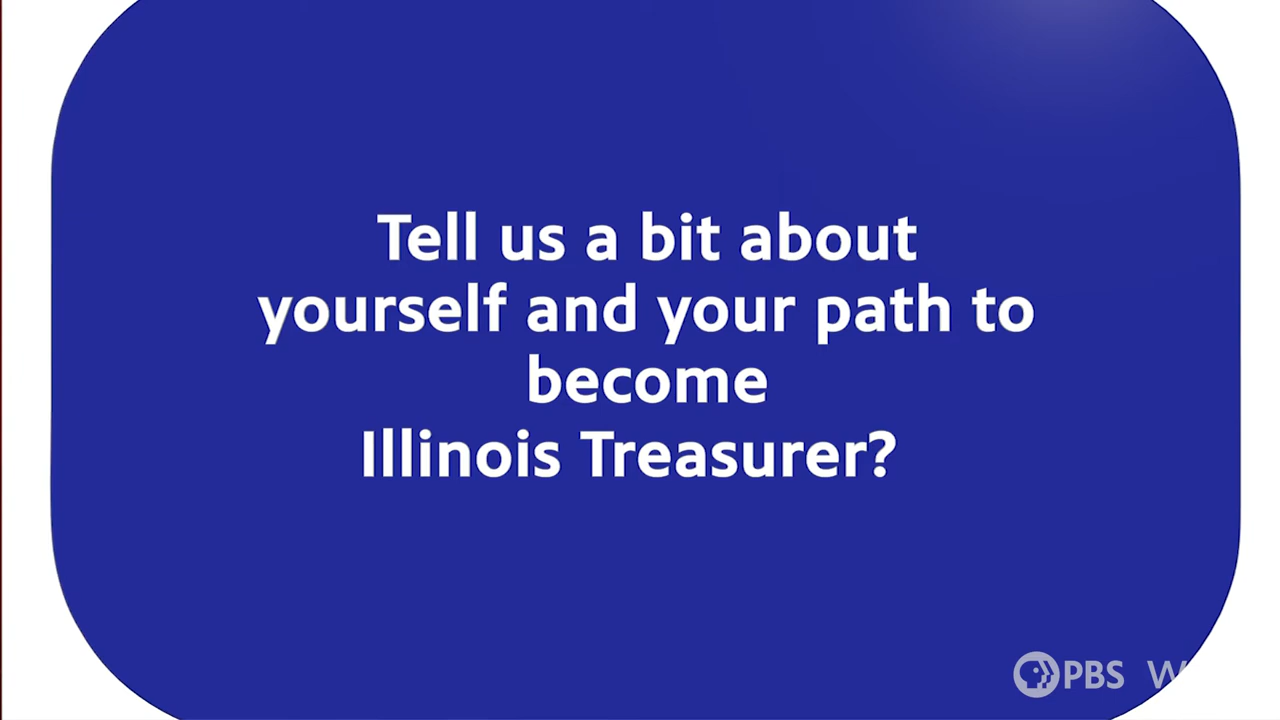 Tell us a bit about
yourself and your path to
become
Illinois Treasurer?
PBS W